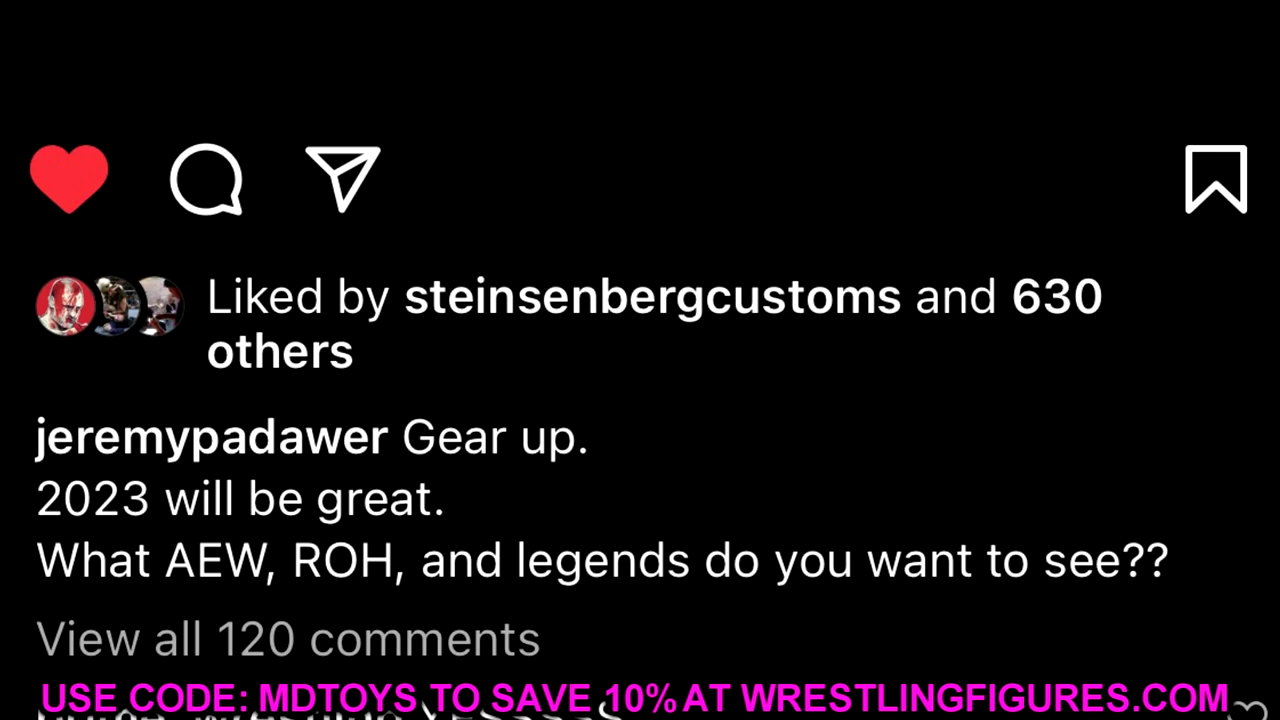 Liked by steinsenbergcustoms and 630
others
jeremypadawer Gear up.
2023 will be great.
What AEW, ROH, and legends do you want to see??
View all 120 comments
USE CODE: MDTOYS TO SAVE 10% AT WRESTLINGFIGURES.COM